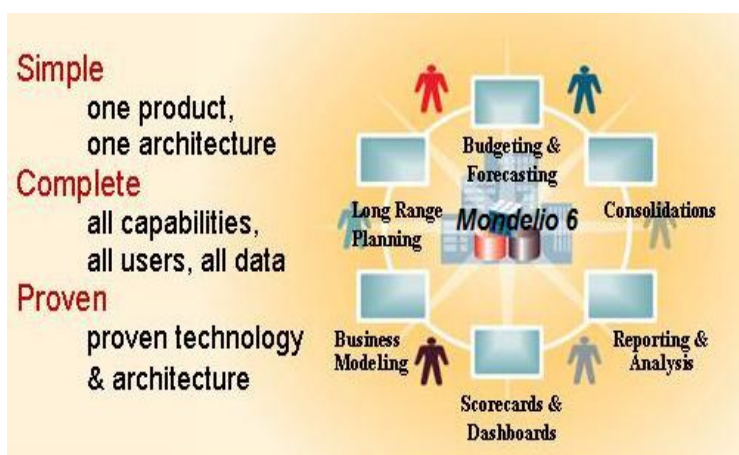 Simple
one product,
one architecture
Complete
all capabilities,
all users, all data
Proven
proven technology
& architecture
Budgeting &
Forecasting
Long Range
Planning
Mondelio 6
Consolidations
Business
Modeling
Reporting &
Analysis
Scorecards &
Dashboards